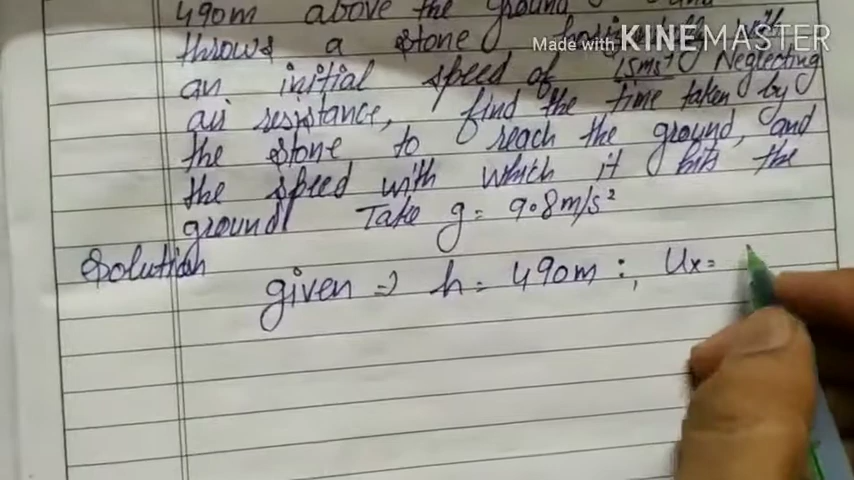 490m above the ground
throws a stone horizontally with
Made with KINEMASTER
an initial speed of 15ms⁻¹ Neglecting
air resistance, find the time taken by
the stone to reach the ground, and
the speed with which it hits the
ground Take g = 9.8m/s²
Solution
given => h = 490m ; Ux =